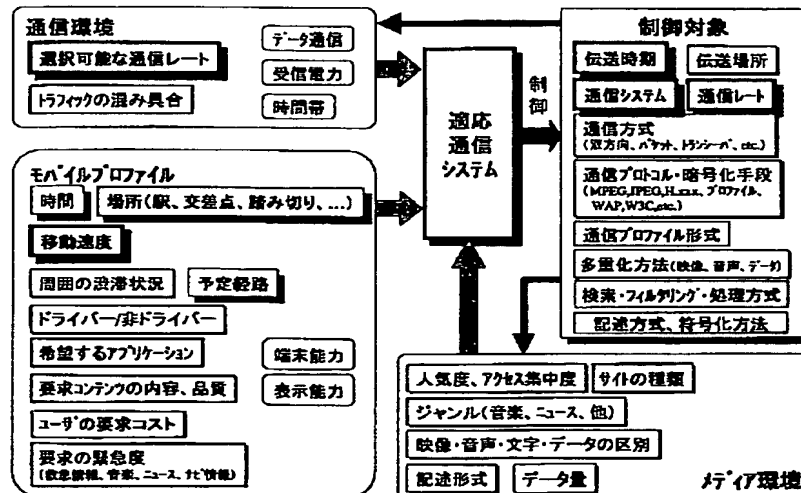 通信環境
データ通信
選択可能な通信レート
受信電力
トラフィックの混み具合
時間帯
モバイルプロファイル
時間
場所(駅、交差点、踏み切り、...)
移動速度
周囲の渋滞状況
予定経路
ドライバー/非ドライバー
希望するアプリケーション
端末能力
要求コンテンツの内容、品質
表示能力
ユーザの要求コスト
要求の緊急度
(救急情報、音楽、ニュース、ナビ情報)
適応
通信
システム
制御
制御対象
伝送時期
伝送場所
通信システム
通信レート
通信方式
(双方向、パケット、トランシーバ、etc.)
通信プロトコル・暗号化手段
(MPEG,JPEG,H.xxx、プロファイル、
WAP,W3C,etc.)
通信プロファイル形式
多重化方法(映像、音声、データ)
検索・フィルタリング・処理方式
記述方式、符号化方法
人気度、アクセス集中度
サイトの種類
ジャンル(音楽、ニュース、他)
映像・音声・文字・データの区別
記述形式
データ量
メディア環境